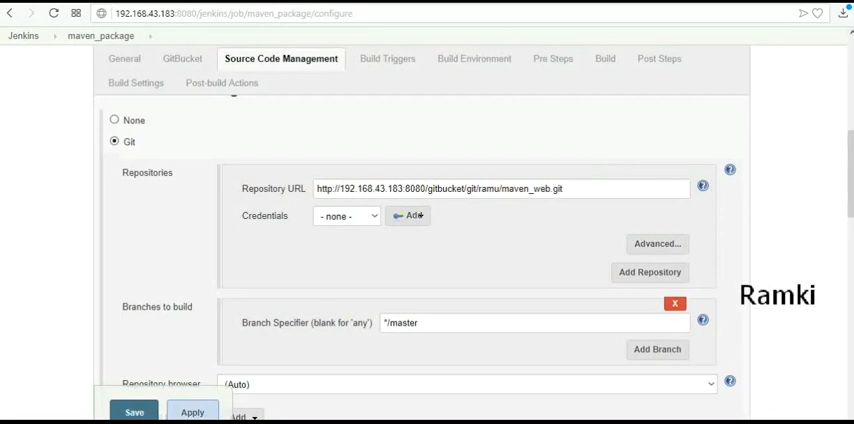 192.168.43.183:8080/jenkins/job/maven_package/configure
Jenkins maven_package
General GitBucket Source Code Management Build Triggers Build Environment Pre Steps Build Post Steps
Build Settings Post-build Actions
None
Git
Repositories
Repository URL http://192.168.43.183:8080/gitbucket/git/ramu/maven_web.git
Credentials - none - Add
Advanced...
Add Repository
Ramki
X
Branches to build
Branch Specifier (blank for 'any') */master
Add Branch
Repository browser (Auto)
Save Apply Add